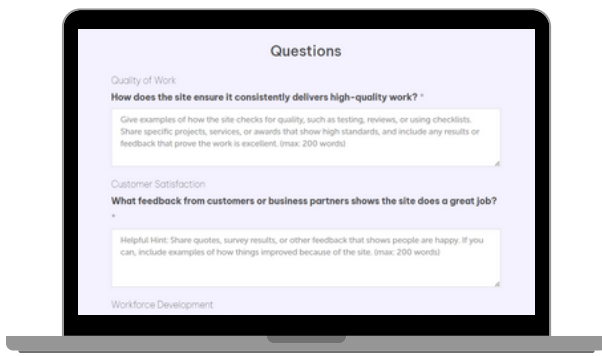 Questions
Quality of Work
How does the site ensure it consistently delivers high-quality work? *
Give examples of how the site checks for quality, such as testing, reviews, or using checklists.
Share specific projects, services, or awards that show high standards, and include any results or
feedback that prove the work is excellent. (max: 200 words)
Customer Satisfaction
What feedback from customers or business partners shows the site does a great job?
*
Helpful Hint: Share quotes, survey results, or other feedback that shows people are happy. If you
can, include examples of how things improved because of the site. (max: 200 words)
Workforce Development